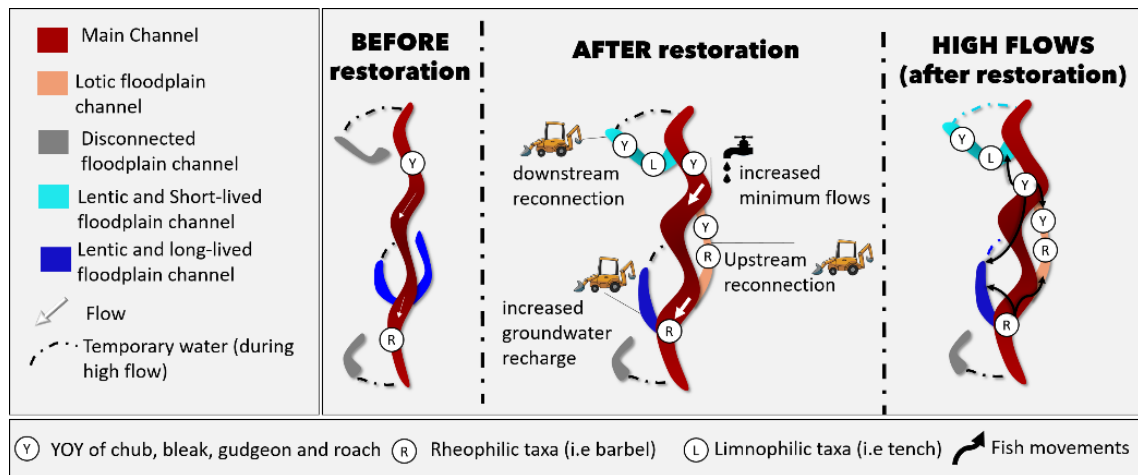 Main Channel
Lotic floodplain
channel
Disconnected
floodplain channel
Lentic and Short-lived
floodplain channel
Lentic and long-lived
floodplain channel
Flow
Temporary water (during
high flow)
BEFORE
restoration
Y
R
AFTER restoration
downstream
reconnection
Y
L
Y
increased
minimum flows
Y
R
Upstream
reconnection
increased
groundwater
recharge
R
HIGH FLOWS
(after restoration)
Y
L
Y
Y
R
R
Y YOY of chub, bleak, gudgeon and roach
R Rheophilic taxa (i.e barbel)
L Limnophilic taxa (i.e tench)
Fish movements